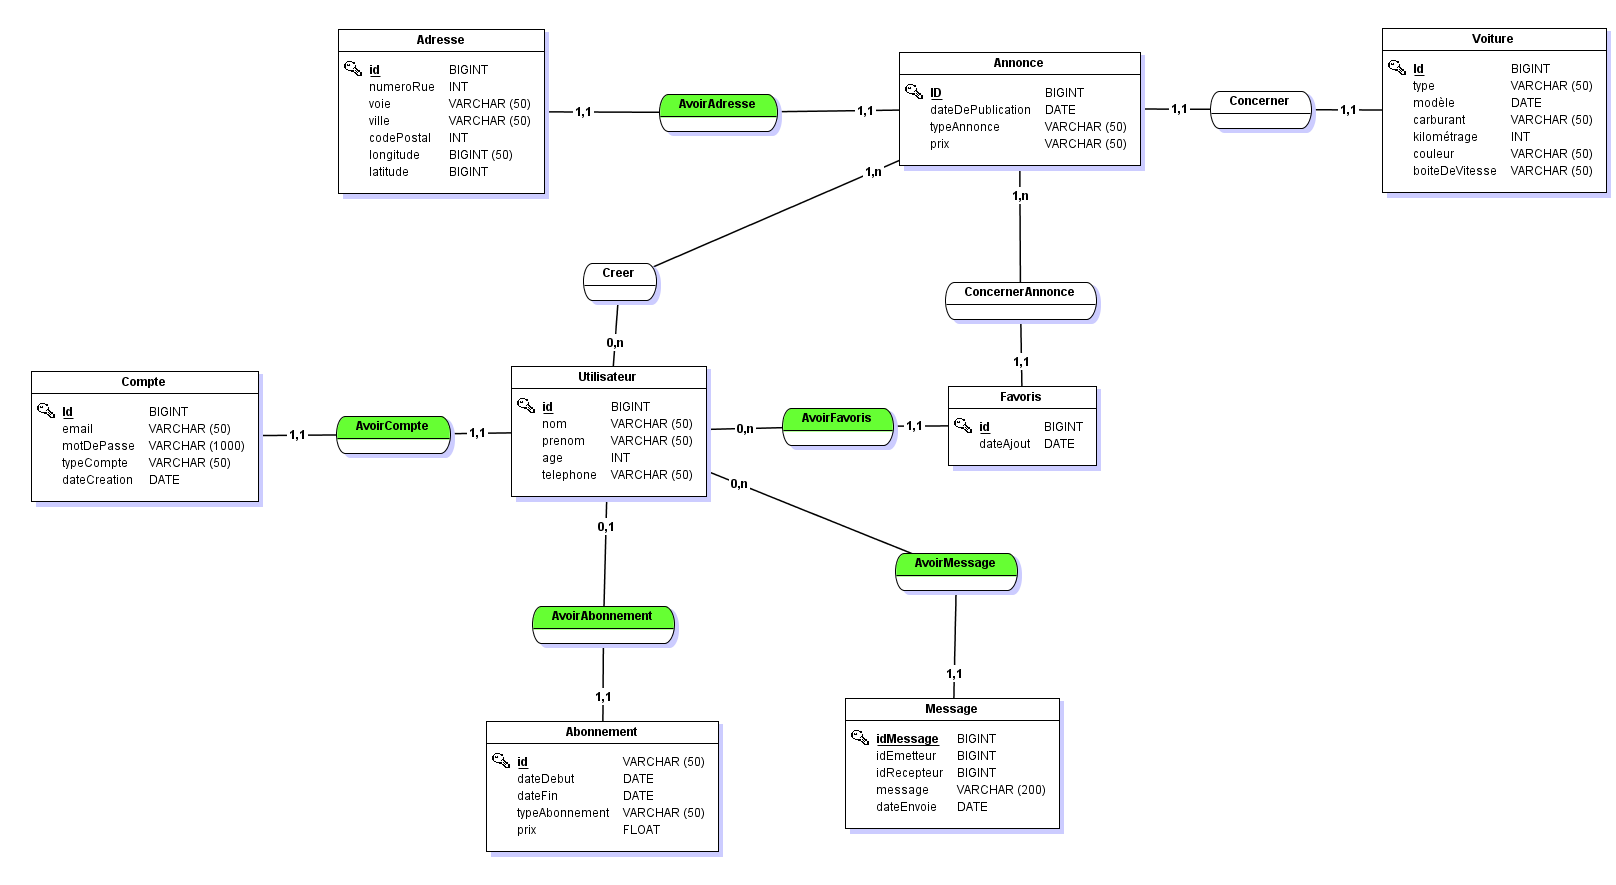 Adresse
id BIGINT
numeroRue INT
voie VARCHAR (50)
ville VARCHAR (50)
codePostal INT
longitude BIGINT (50)
latitude BIGINT
1,1
AvoirAdresse
1,1
Annonce
ID BIGINT
dateDePublication DATE
typeAnnonce VARCHAR (50)
prix VARCHAR (50)
1,1
Concerner
1,1
Voiture
Id BIGINT
type VARCHAR (50)
modèle DATE
carburant VARCHAR (50)
kilométrage INT
couleur VARCHAR (50)
boiteDeVitesse VARCHAR (50)
1,n
1,n
Creer
ConcernerAnnonce
0,n
1,1
Compte
Id BIGINT
email VARCHAR (50)
motDePasse VARCHAR (1000)
typeCompte VARCHAR (50)
dateCreation DATE
1,1
AvoirCompte
1,1
Utilisateur
id BIGINT
nom VARCHAR (50)
prenom VARCHAR (50)
age INT
telephone VARCHAR (50)
0,n
AvoirFavoris
1,1
Favoris
id BIGINT
dateAjout DATE
0,n
0,1
AvoirMessage
AvoirAbonnement
1,1
1,1
Abonnement
id VARCHAR (50)
dateDebut DATE
dateFin DATE
typeAbonnement VARCHAR (50)
prix FLOAT
Message
idMessage BIGINT
idEmetteur BIGINT
idRecepteur BIGINT
message VARCHAR (200)
dateEnvoie DATE